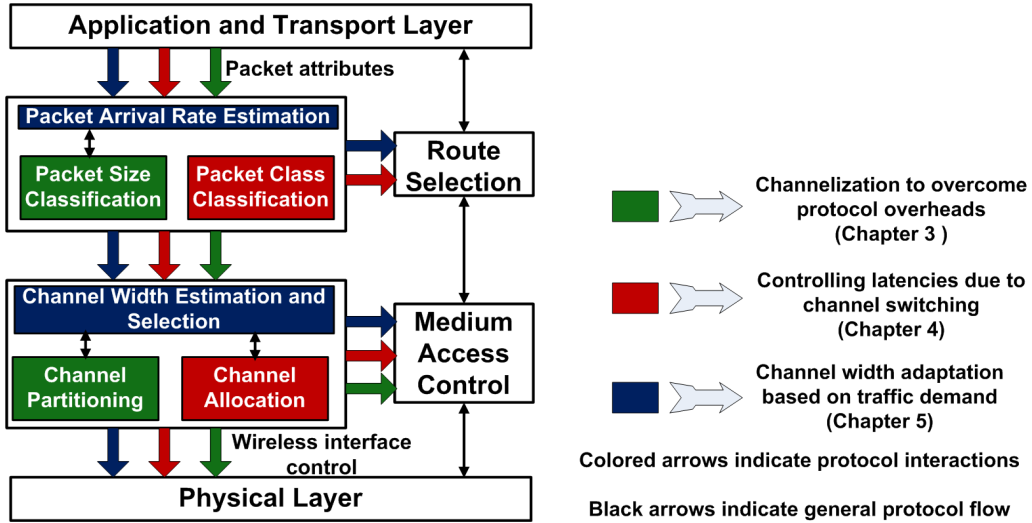 Application and Transport Layer
Packet attributes
Packet Arrival Rate Estimation
Packet Size
Classification
Packet Class
Classification
Route
Selection
Channel Width Estimation and
Selection
Channel
Partitioning
Channel
Allocation
Medium
Access
Control
Wireless interface
control
Physical Layer
Channelization to overcome
protocol overheads
(Chapter 3 )
Controlling latencies due to
channel switching
(Chapter 4)
Channel width adaptation
based on traffic demand
(Chapter 5)
Colored arrows indicate protocol interactions
Black arrows indicate general protocol flow